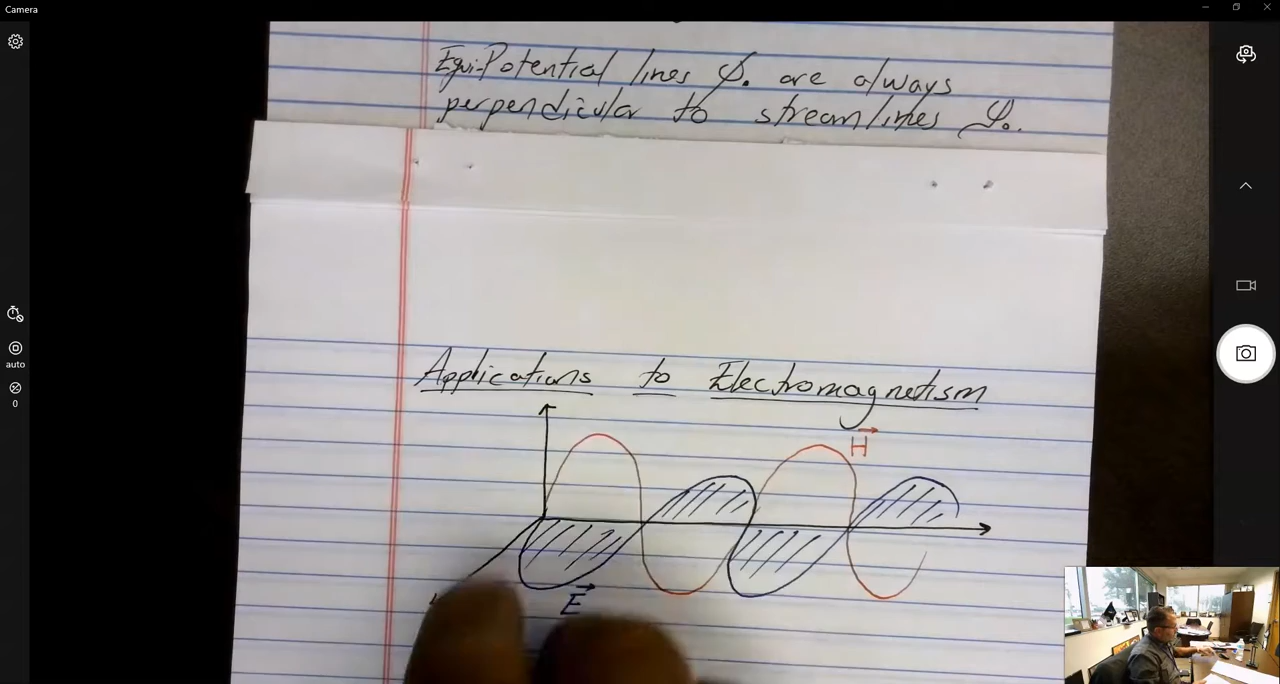 Camera
Equi-Potential lines φ. are always
perpendicular to streamlines
Applications to Electromagnetism
H
E
auto
0